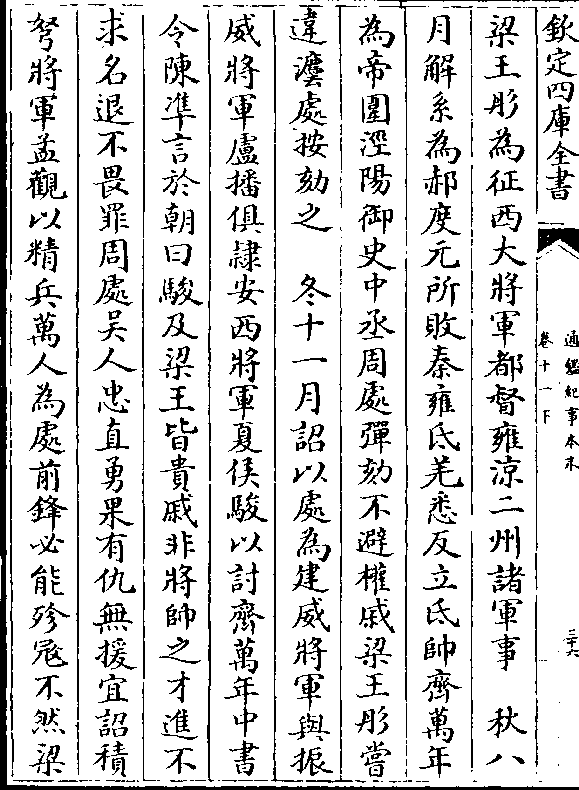 欽定四庫全書
通鑑紀事本末
卷十一下
三十六
梁王肜為征西大將軍都督雍涼二州諸軍事　秋八
月解系為郝度元所敗秦雍氐羌悉反立氐帥齊萬年
為帝圍涇陽御史中丞周處彈劾不避權戚梁王肜嘗
違灋處按劾之　冬十一月詔以處為建威將軍與振
威將軍盧播俱隸安西將軍夏侯駿以討齊萬年中書
令陳凖言於朝曰駿及梁王皆貴戚非將帥之才進不
求名退不畏罪周處吳人忠直勇果有仇無援宜詔積
弩將軍孟觀以精兵萬人為處前鋒必能殄冦不然梁